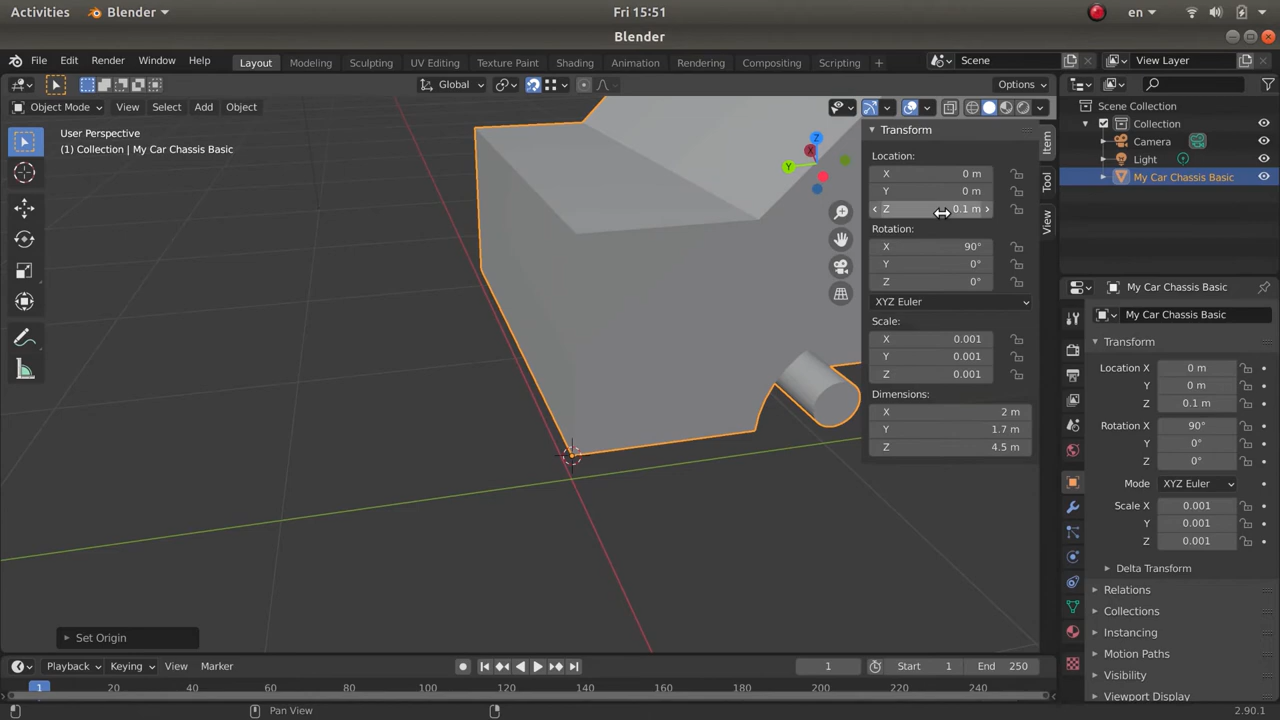 Activities Blender Fri 15:51 en
Blender
File Edit Render Window Help Layout Modeling Sculpting UV Editing Texture Paint Shading Animation Rendering Compositing Scripting + Scene View Layer
Global Options
Object Mode View Select Add Object
User Perspective
(1) Collection | My Car Chassis Basic
Z
X
Y
Transform
Location:
X 0 m
Y 0 m
Z 0.1 m
Rotation:
X 90°
Y 0°
Z 0°
XYZ Euler
Scale:
X 0.001
Y 0.001
Z 0.001
Dimensions:
X 2 m
Y 1.7 m
Z 4.5 m
Item
Tool
View
Scene Collection
Collection
Camera
Light
My Car Chassis Basic
My Car Chassis Basic
My Car Chassis Basic
Transform
Location X 0 m
Y 0 m
Z 0.1 m
Rotation X 90°
Y 0°
Z 0°
Mode XYZ Euler
Scale X 0.001
Y 0.001
Z 0.001
Delta Transform
Relations
Collections
Instancing
Motion Paths
Visibility
Viewport Display
Set Origin
Playback Keying View Marker 1 Start 1 End 250
1 20 40 60 80 100 120 140 160 180 200 220 240
Pan View 2.90.1